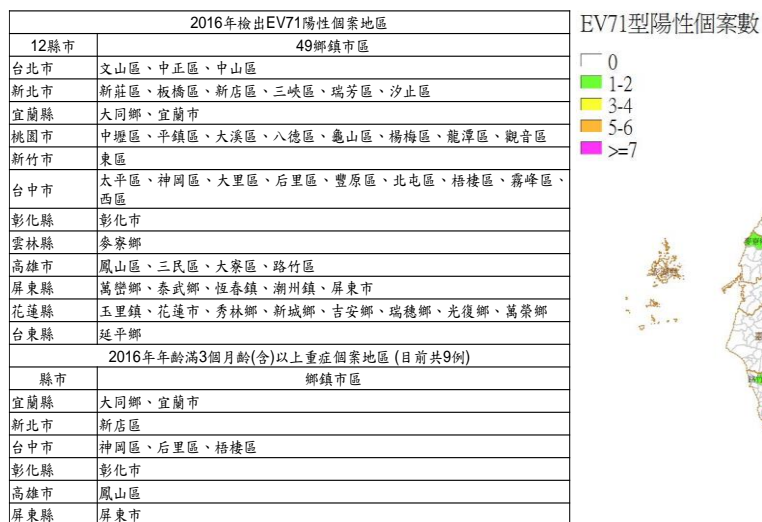 2016年檢出EV71陽性個案地區
12縣市 49鄉鎮市區
台北市 文山區、中正區、中山區
新北市 新莊區、板橋區、新店區、三峽區、瑞芳區、汐止區
宜蘭縣 大同鄉、宜蘭市
桃園市 中壢區、平鎮區、大溪區、八德區、龜山區、楊梅區、龍潭區、觀音區
新竹市 東區
台中市 太平區、神岡區、大里區、后里區、豐原區、北屯區、梧棲區、霧峰區、
西區
彰化縣 彰化市
雲林縣 麥寮鄉
高雄市 鳳山區、三民區、大寮區、路竹區
屏東縣 萬巒鄉、泰武鄉、恆春鎮、潮州鎮、屏東市
花蓮縣 玉里鎮、花蓮市、秀林鄉、新城鄉、吉安鄉、瑞穗鄉、光復鄉、萬榮鄉
台東縣 延平鄉
2016年年齡滿3個月齡(含)以上重症個案地區 (目前共9例)
縣市 鄉鎮市區
宜蘭縣 大同鄉、宜蘭市
新北市 新店區
台中市 神岡區、后里區、梧棲區
彰化縣 彰化市
高雄市 鳳山區
屏東縣 屏東市
EV71型陽性個案數
0
1-2
3-4
5-6
>=7